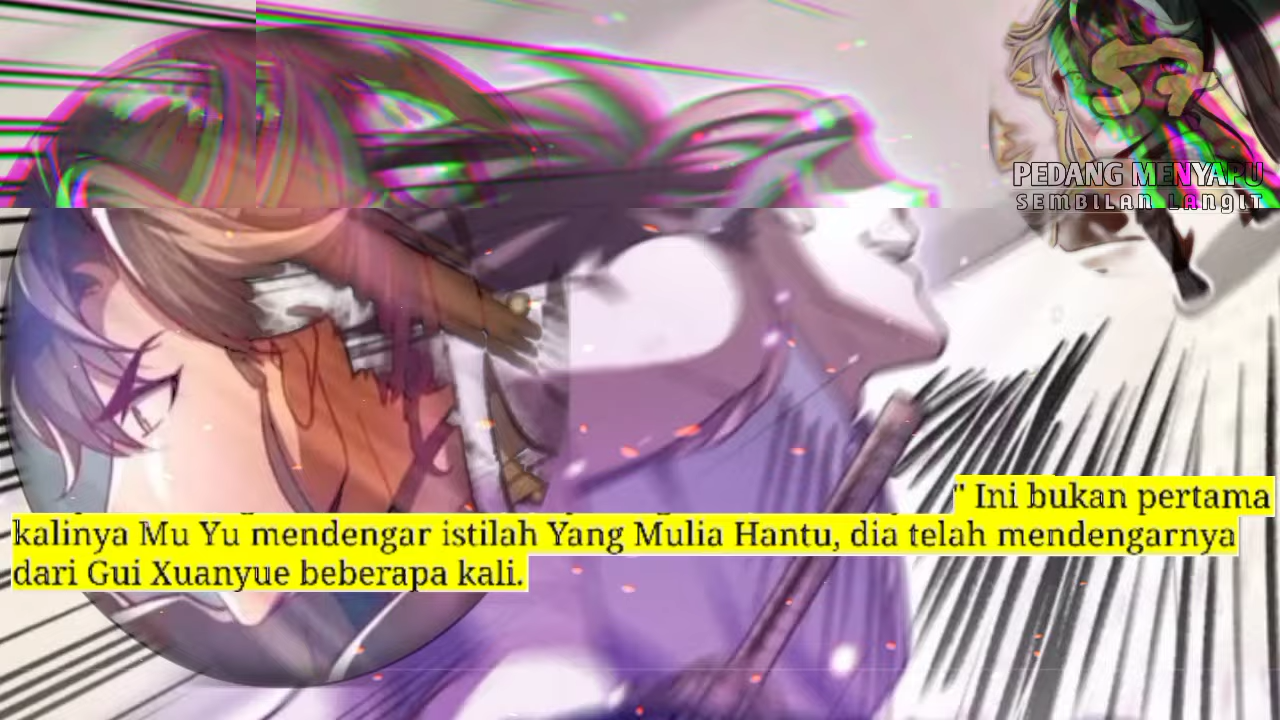 PEDANG MENYAPU
SEMBILAN LANGIT
" Ini bukan pertama
kalinya Mu Yu mendengar istilah Yang Mulia Hantu, dia telah mendengarnya
dari Gui Xuanyue beberapa kali.